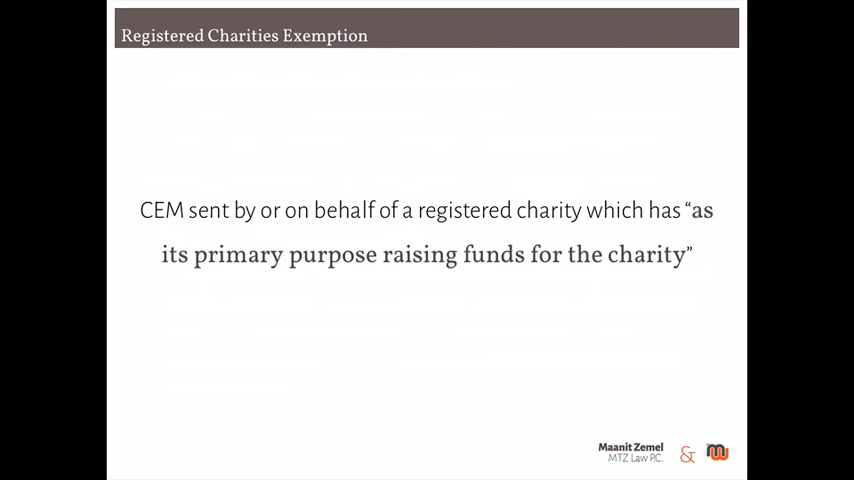 Registered Charities Exemption
CEM sent by or on behalf of a registered charity which has “as
its primary purpose raising funds for the charity”
Maanit Zemel
MTZ Law P.C.
&